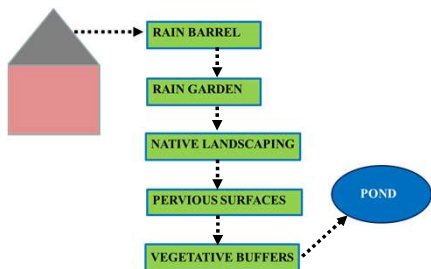 RAIN BARREL
RAIN GARDEN
NATIVE LANDSCAPING
PERVIOUS SURFACES
POND
VEGETATIVE BUFFERS